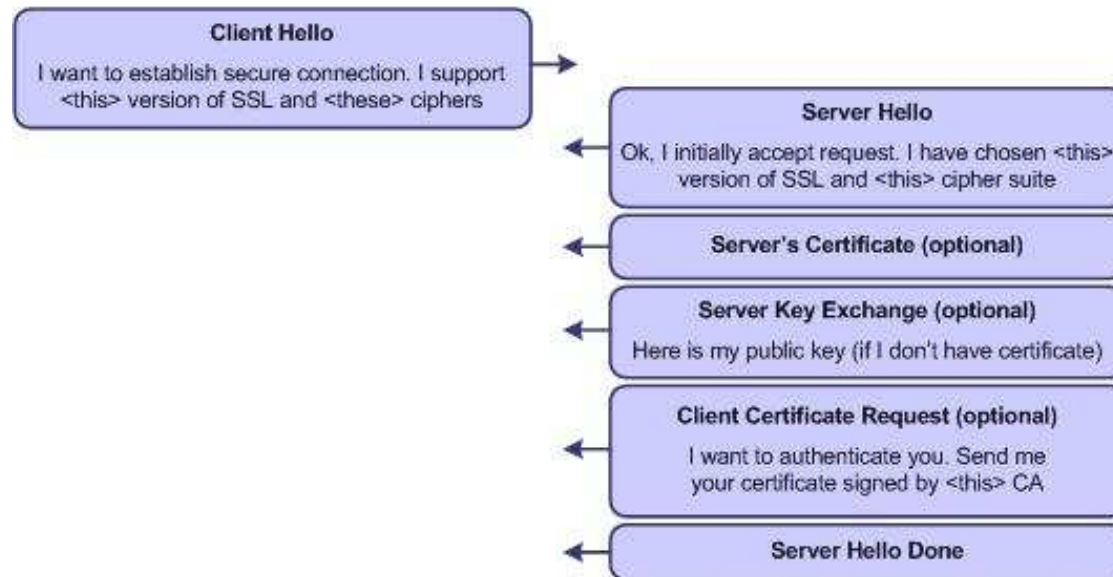 Client Hello
I want to establish secure connection. I support
<this> version of SSL and <these> ciphers
Server Hello
Ok, I initially accept request. I have chosen <this>
version of SSL and <this> cipher suite
Server's Certificate (optional)
Server Key Exchange (optional)
Here is my public key (if I don't have certificate)
Client Certificate Request (optional)
I want to authenticate you. Send me
your certificate signed by <this> CA
Server Hello Done